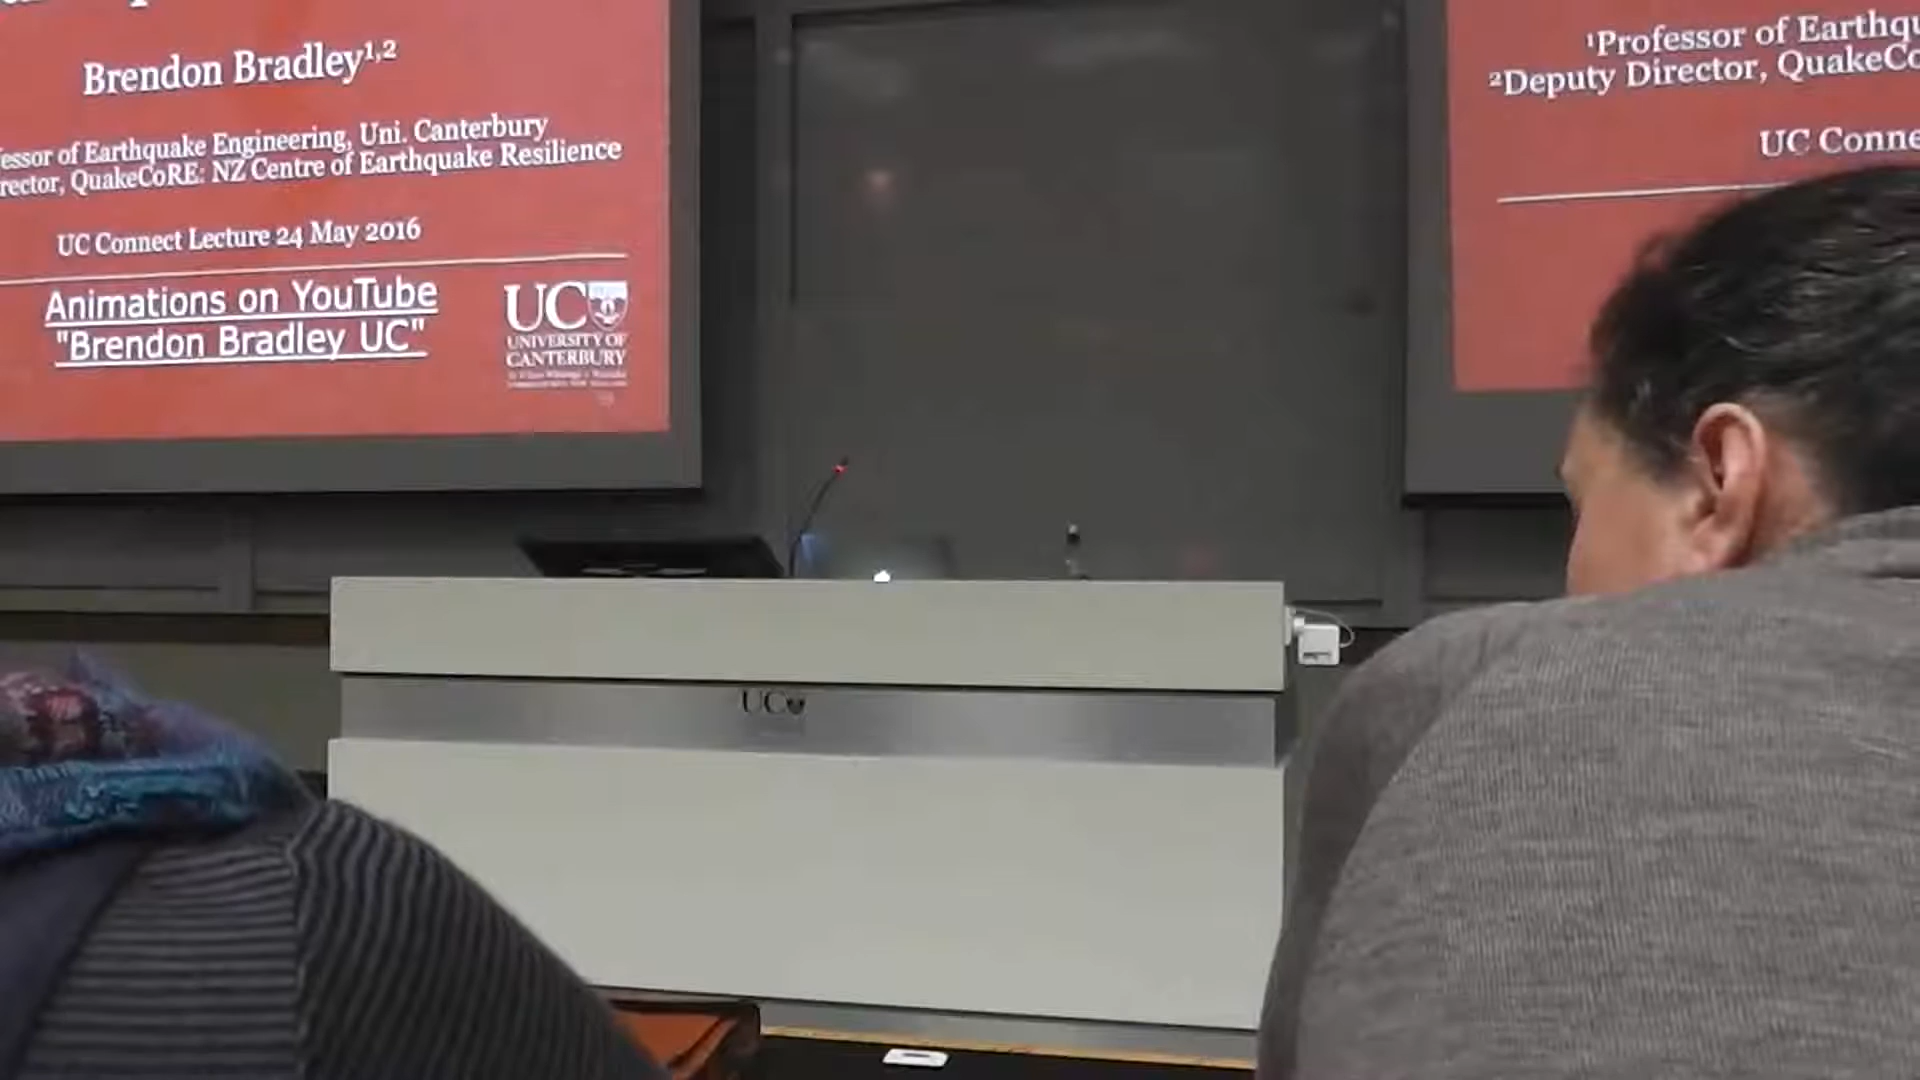 Brendon Bradley¹,²
essor of Earthquake Engineering, Uni. Canterbury
rector, QuakeCoRE: NZ Centre of Earthquake Resilience
UC Connect Lecture 24 May 2016
Animations on YouTube
"Brendon Bradley UC"
UC
UNIVERSITY OF
CANTERBURY
¹Professor of Earthqu
²Deputy Director, QuakeCo
UC Conne
UC